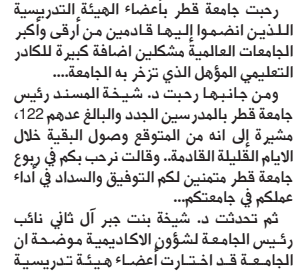 رحبت جامعة قطر بأعضاء الهيئة التدريسية
اللذين انضموا إليها قادمين من أرقى وأكبر
الجامعات العالمية مشكلين اضافة كبيرة للكادر
التعليمي المؤهل الذي تزخر به الجامعة....
ومن جانبها رحبت د. شيخة المسند رئيس
جامعة قطر بالمدرسين الجدد والبالغ عدهم 122،
مشيرة إلى انه من المتوقع وصول البقية خلال
الايام القليلة القادمة.. وقالت نرحب بكم في ربوع
جامعة قطر متمنين لكم التوفيق والسداد في أداء
عملكم في جامعتكم...
ثم تحدثت د. شيخة بنت جبر آل ثاني نائب
رئيس الجامعة لشؤون الاكاديمية موضحة ان
الجامعة قد اختارت أعضاء هيئة تدريسية